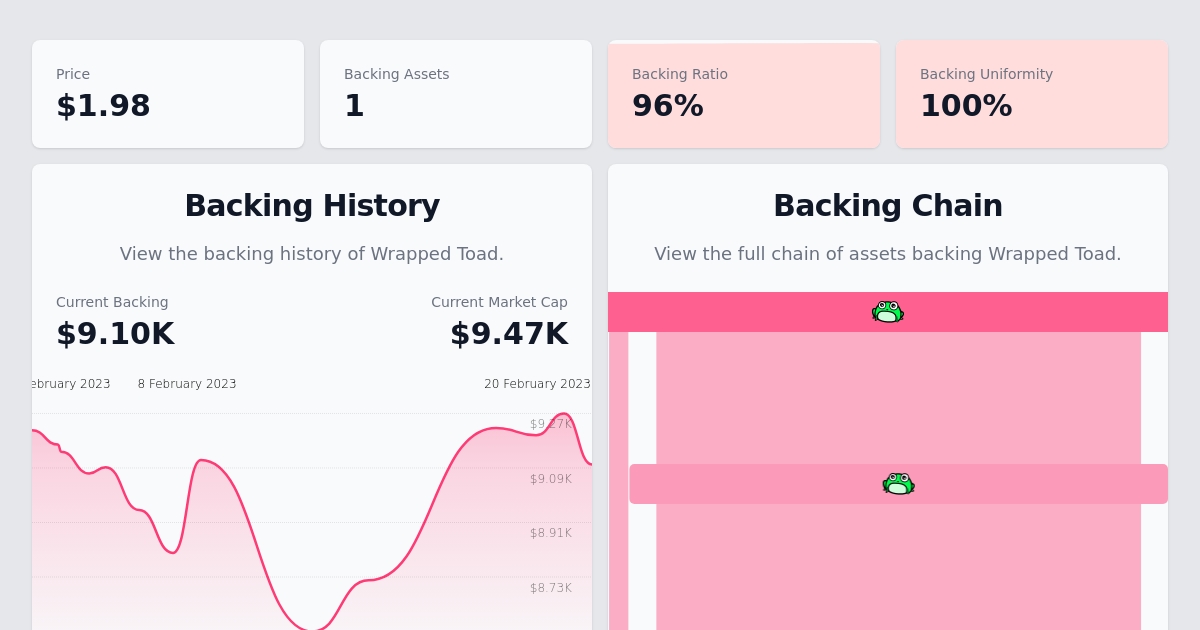 Price
$1.98
Backing Assets
1
Backing Ratio
96%
Backing Uniformity
100%
Backing History
View the backing history of Wrapped Toad.
Current Backing
$9.10K
Current Market Cap
$9.47K
ebruary 2023
8 February 2023
20 February 2023
$9.27K
$9.09K
$8.91K
$8.73K
Backing Chain
View the full chain of assets backing Wrapped Toad.